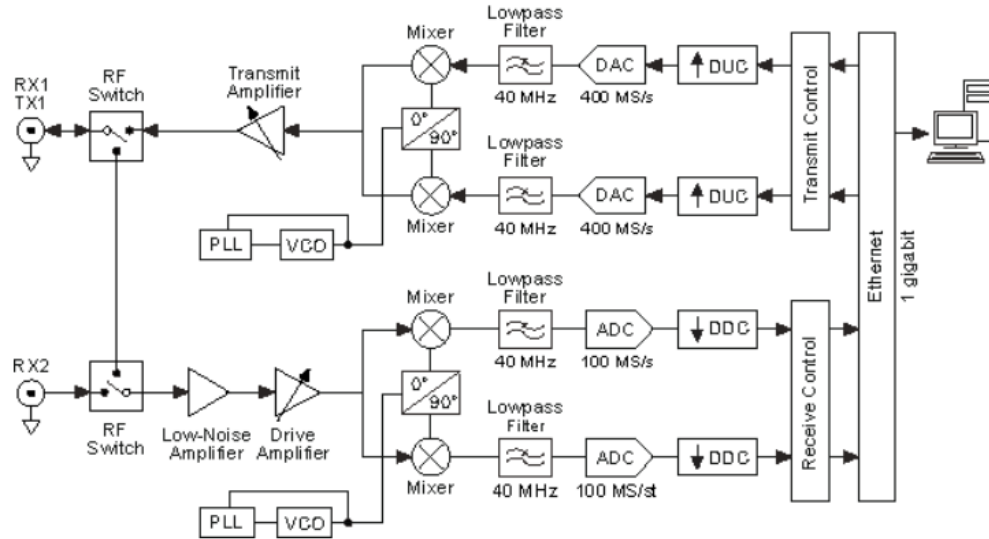 Lowpass
Filter
Mixer
RF
Switch
Transmit
Amplifier
RX1
TX1
DAC
DUC
40 MHz
400 MS/s
0°
90°
Transmit Control
Lowpass
Filter
DAC
DUC
Mixer
40 MHz
400 MS/s
PLL
VCO
Ethernet
1 gigabit
Lowpass
Filter
Mixer
ADC
DDC
40 MHz
100 MS/s
RX2
0°
90°
Receive Control
RF
Switch
Low-Noise
Amplifier
Drive
Amplifier
Lowpass
Filter
ADC
DDC
Mixer
40 MHz
100 MS/st
PLL
VCO